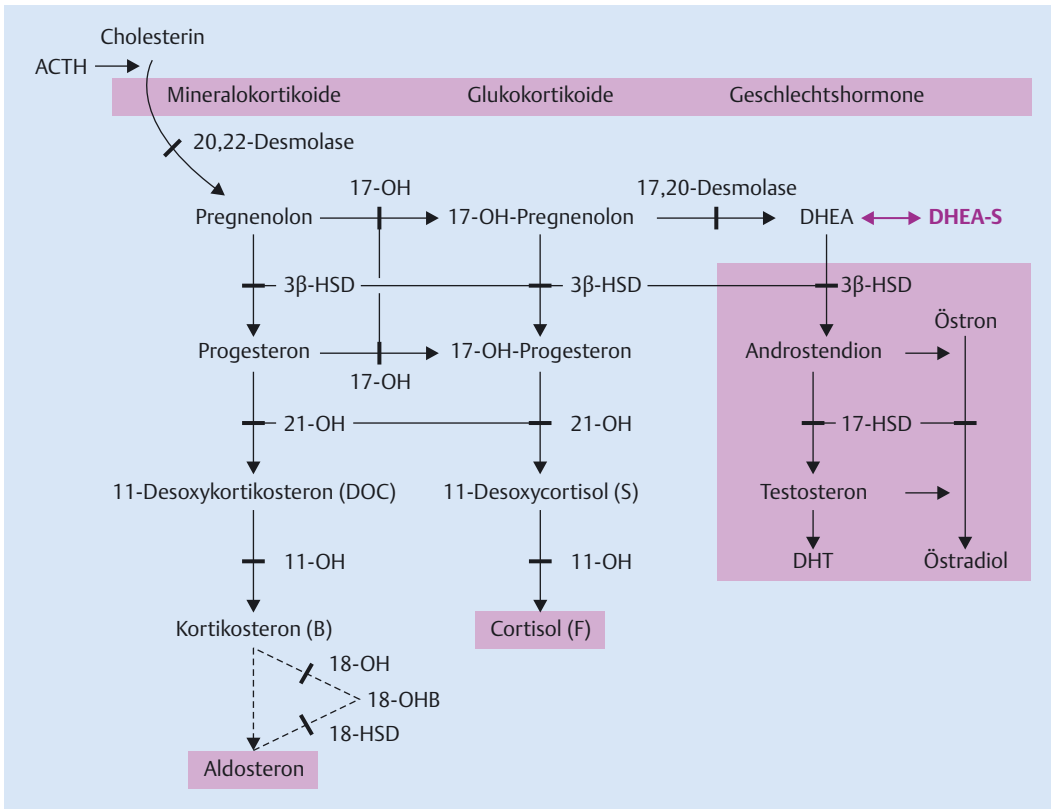 Cholesterin
ACTH
Mineralokortikoide Glukokortikoide Geschlechtshormone
20,22-Desmolase
17-OH 17,20-Desmolase
Pregnenolon 17-OH-Pregnenolon DHEA DHEA-S
3β-HSD 3β-HSD 3β-HSD
Östron
Progesteron 17-OH-Progesteron Androstendion
17-OH
21-OH 21-OH 17-HSD
11-Desoxykortikosteron (DOC) 11-Desoxycortisol (S) Testosteron
11-OH 11-OH DHT Östradiol
Kortikosteron (B) Cortisol (F)
18-OH
18-OHB
18-HSD
Aldosteron